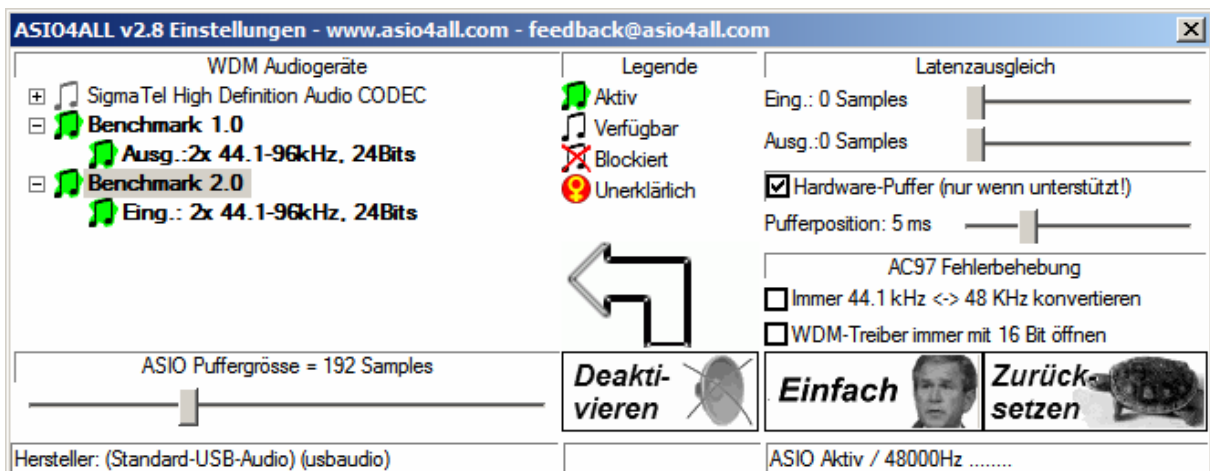 ASIO4ALL v2.8 Einstellungen - www.asio4all.com - feedback@asio4all.com
WDM Audiogeräte
SigmaTel High Definition Audio CODEC
Benchmark 1.0
Ausg.:2x 44.1-96kHz, 24Bits
Benchmark 2.0
Eing.: 2x 44.1-96kHz, 24Bits
Legende
Aktiv
Verfügbar
Blockiert
Unerklärlich
Latenzausgleich
Eing.: 0 Samples
Ausg.:0 Samples
Hardware-Puffer (nur wenn unterstützt!)
Pufferposition: 5 ms
AC97 Fehlerbehebung
Immer 44.1 kHz <-> 48 KHz konvertieren
WDM-Treiber immer mit 16 Bit öffnen
ASIO Puffergrösse = 192 Samples
Deakti-
vieren
Einfach
Zurück-
setzen
Hersteller: (Standard-USB-Audio) (usbaudio)
ASIO Aktiv / 48000Hz ........